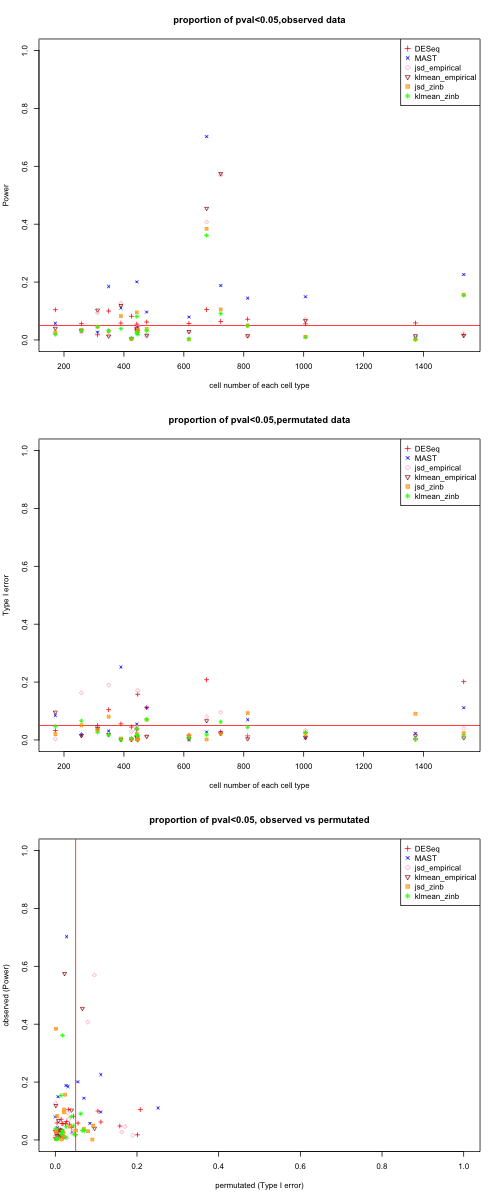 proportion of pval<0.05,observed data
Power
1.0
0.8
0.6
0.4
0.2
0.0
DESeq
MAST
jsd_empirical
klmean_empirical
jsd_zinb
klmean_zinb
200 400 600 800 1000 1200 1400
cell number of each cell type
proportion of pval<0.05,permutated data
Type I error
1.0
0.8
0.6
0.4
0.2
0.0
DESeq
MAST
jsd_empirical
klmean_empirical
jsd_zinb
klmean_zinb
200 400 600 800 1000 1200 1400
cell number of each cell type
proportion of pval<0.05, observed vs permutated
observed (Power)
1.0
0.8
0.6
0.4
0.2
0.0
DESeq
MAST
jsd_empirical
klmean_empirical
jsd_zinb
klmean_zinb
0.0 0.2 0.4 0.6 0.8 1.0
permutated (Type I error)